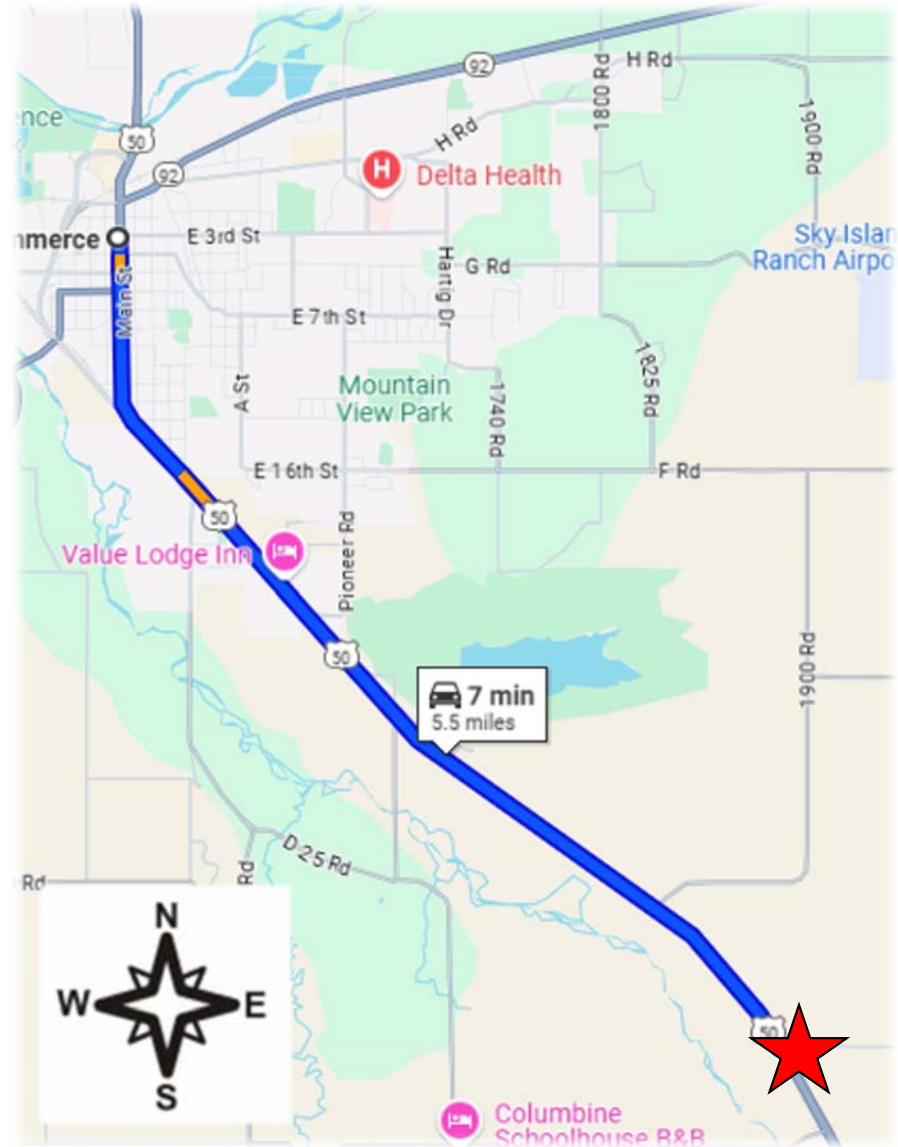 92
H Rd
1800 Rd
1900 Rd
ence
50
H Rd
92
Delta Health
H
mmerce
E 3rd St
Sky Islan
Ranch Airpo
G Rd
Hartig Dr
Main St
E 7th St
1825 Rd
A St
Mountain
View Park
1740 Rd
E 16th St
F Rd
50
Value Lodge Inn
Pioneer Rd
1900 Rd
50
7 min
5.5 miles
D 25 Rd
Rd
Rd
N
W
E
S
50
Columbine
Schoolhouse B&B